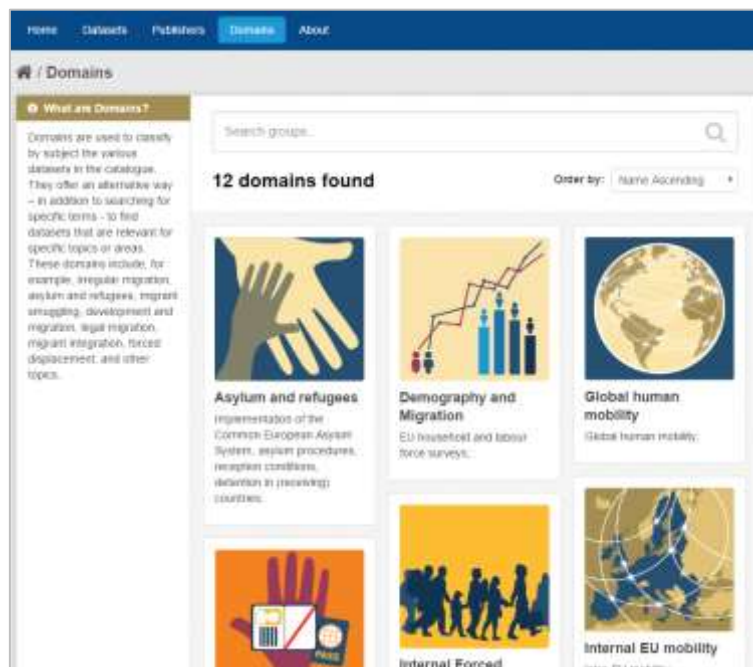 Home Datasets Publishers Domains About
/ Domains
What are Domains?
Domains are used to classify
by subject the various
datasets in the catalogue.
They offer an alternative way
– in addition to searching for
specific terms - to find
datasets that are relevant for
specific topics or areas.
These domains include, for
example, irregular migration,
asylum and refugees, migrant
smuggling, development and
migration, legal migration,
migrant integration, forced
displacement, and other
topics.
Search groups...
12 domains found
Order by: Name Ascending
Asylum and refugees
Implementation of the
Common European Asylum
System, asylum procedures,
reception conditions,
detention in (receiving)
countries.
Demography and
Migration
EU household and labour
force surveys,
Global human
mobility
Global human mobility,
PASS
Internal Forced
Internal EU mobility